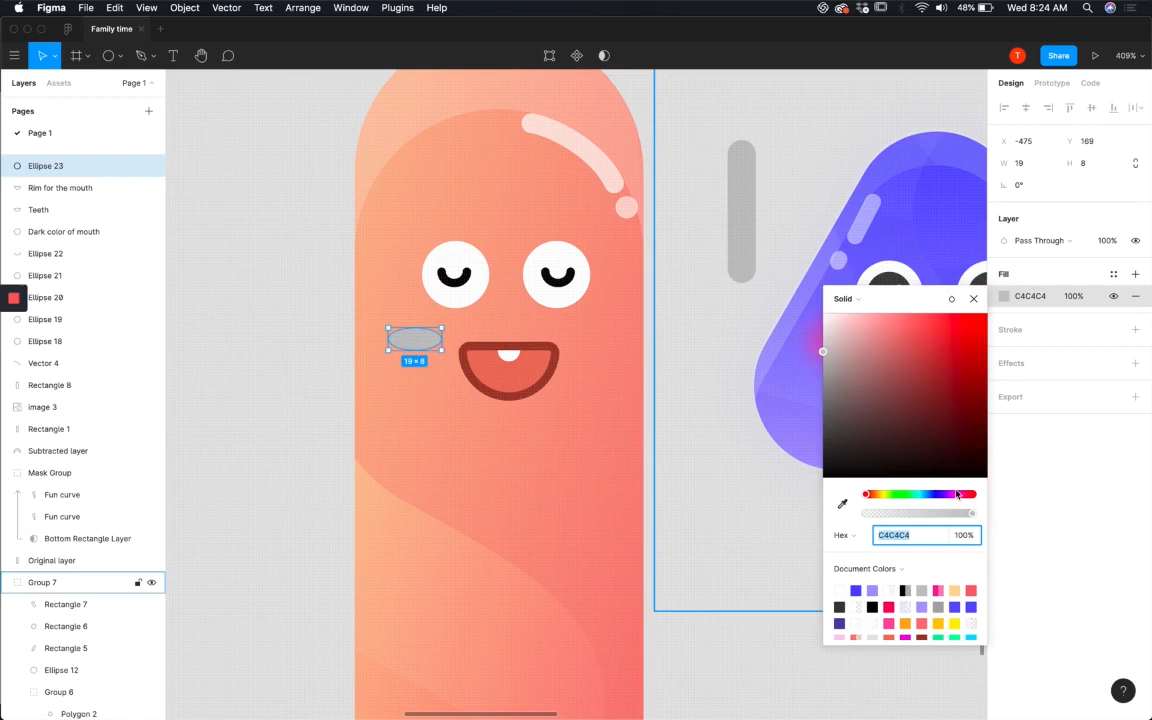 Figma File Edit View Object Vector Text Arrange Window Plugins Help 48% Wed 8:24 AM
Family time
T Share 409%
Layers Assets Page 1
Pages
Page 1
Ellipse 23
Rim for the mouth
Teeth
Dark color of mouth
Ellipse 22
Ellipse 21
Ellipse 20
Ellipse 19
Ellipse 18
Vector 4
Rectangle 8
image 3
Rectangle 1
Subtracted layer
Mask Group
Fun curve
Fun curve
Bottom Rectangle Layer
Original layer
Group 7
Rectangle 7
Rectangle 6
Rectangle 5
Ellipse 12
Group 6
Polygon 2
19 × 8
Design Prototype Code
X -475 Y 169
W 19 H 8
0°
Layer
Pass Through 100%
Fill
C4C4C4 100%
Stroke
Effects
Export
Solid
Hex C4C4C4 100%
Document Colors
?